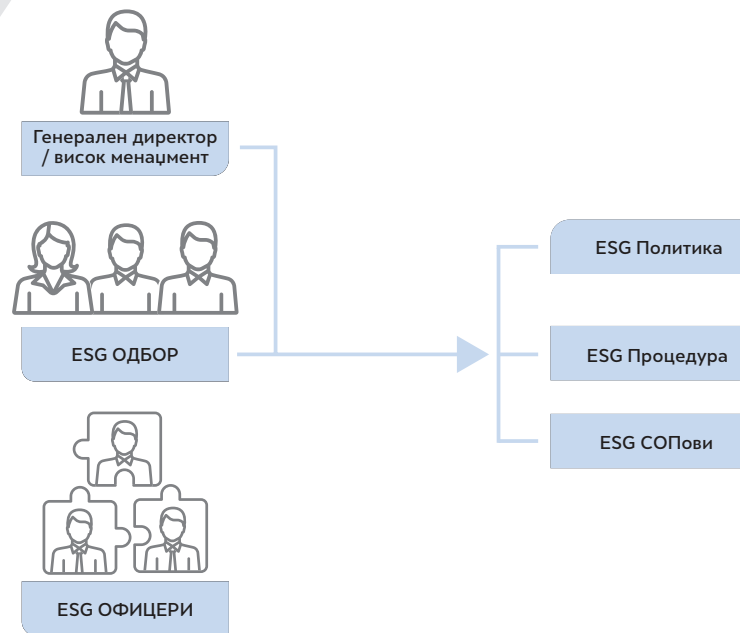 Генерален директор
/ висок менаџмент
ESG ОДБОР
ESG ОФИЦЕРИ
ESG Политика
ESG Процедура
ESG СОПови